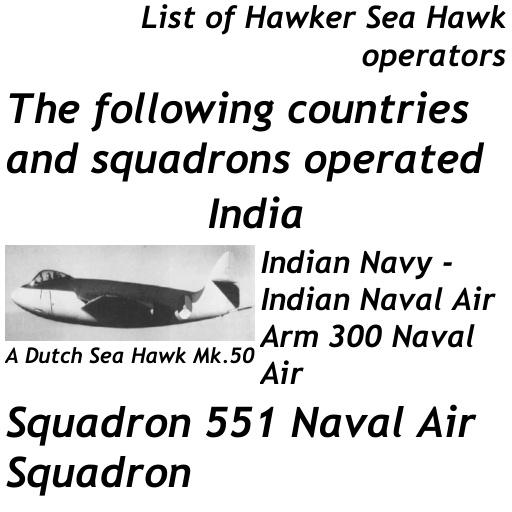 List of Hawker Sea Hawk
operators
The following countries
and squadrons operated
India
A Dutch Sea Hawk Mk.50
Indian Navy -
Indian Naval Air
Arm 300 Naval
Air
Squadron 551 Naval Air
Squadron